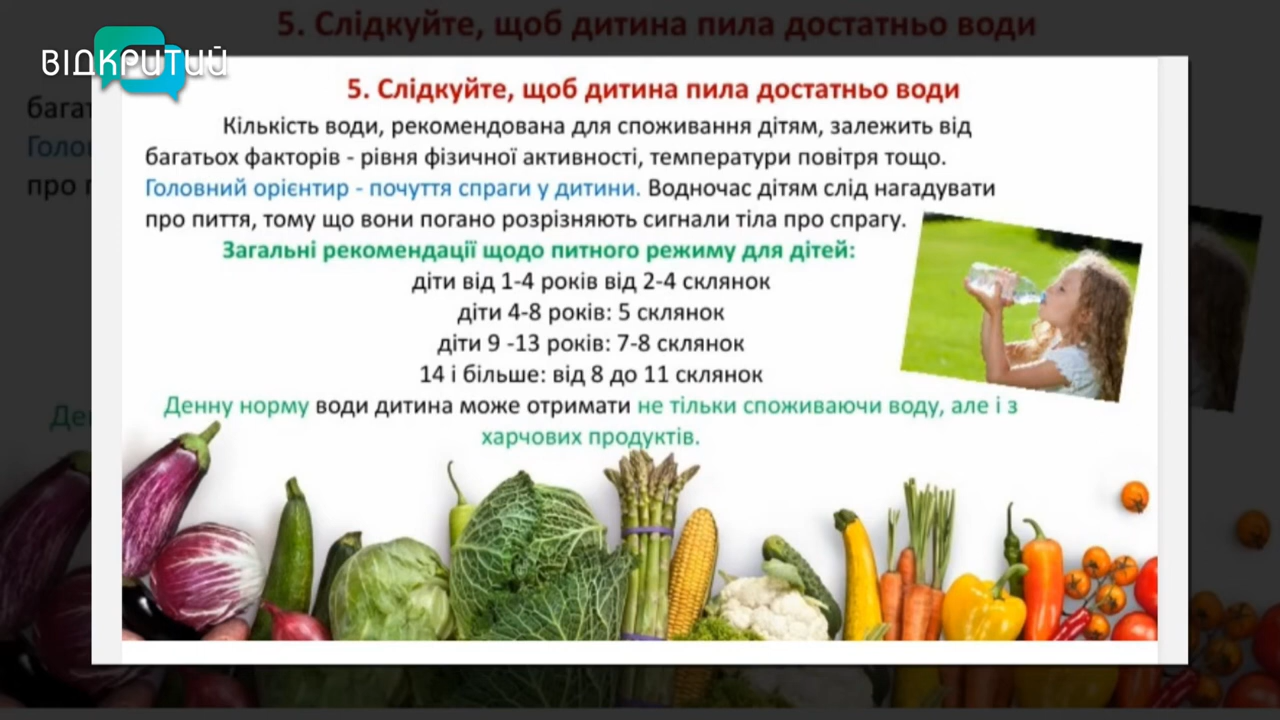 5. Слідкуйте, щоб дитина пила достатньо води
ВІДКРИТИЙ
5. Слідкуйте, щоб дитина пила достатньо води
Кількість води, рекомендована для споживання дітям, залежить від
багатьох факторів - рівня фізичної активності, температури повітря тощо.
Головний орієнтир - почуття спраги у дитини. Водночас дітям слід нагадувати
про пиття, тому що вони погано розрізняють сигнали тіла про спрагу.
Загальні рекомендації щодо питного режиму для дітей:
діти від 1-4 років від 2-4 склянок
діти 4-8 років: 5 склянок
діти 9 -13 років: 7-8 склянок
14 і більше: від 8 до 11 склянок
Денну норму води дитина може отримати не тільки споживаючи воду, але і з
харчових продуктів.